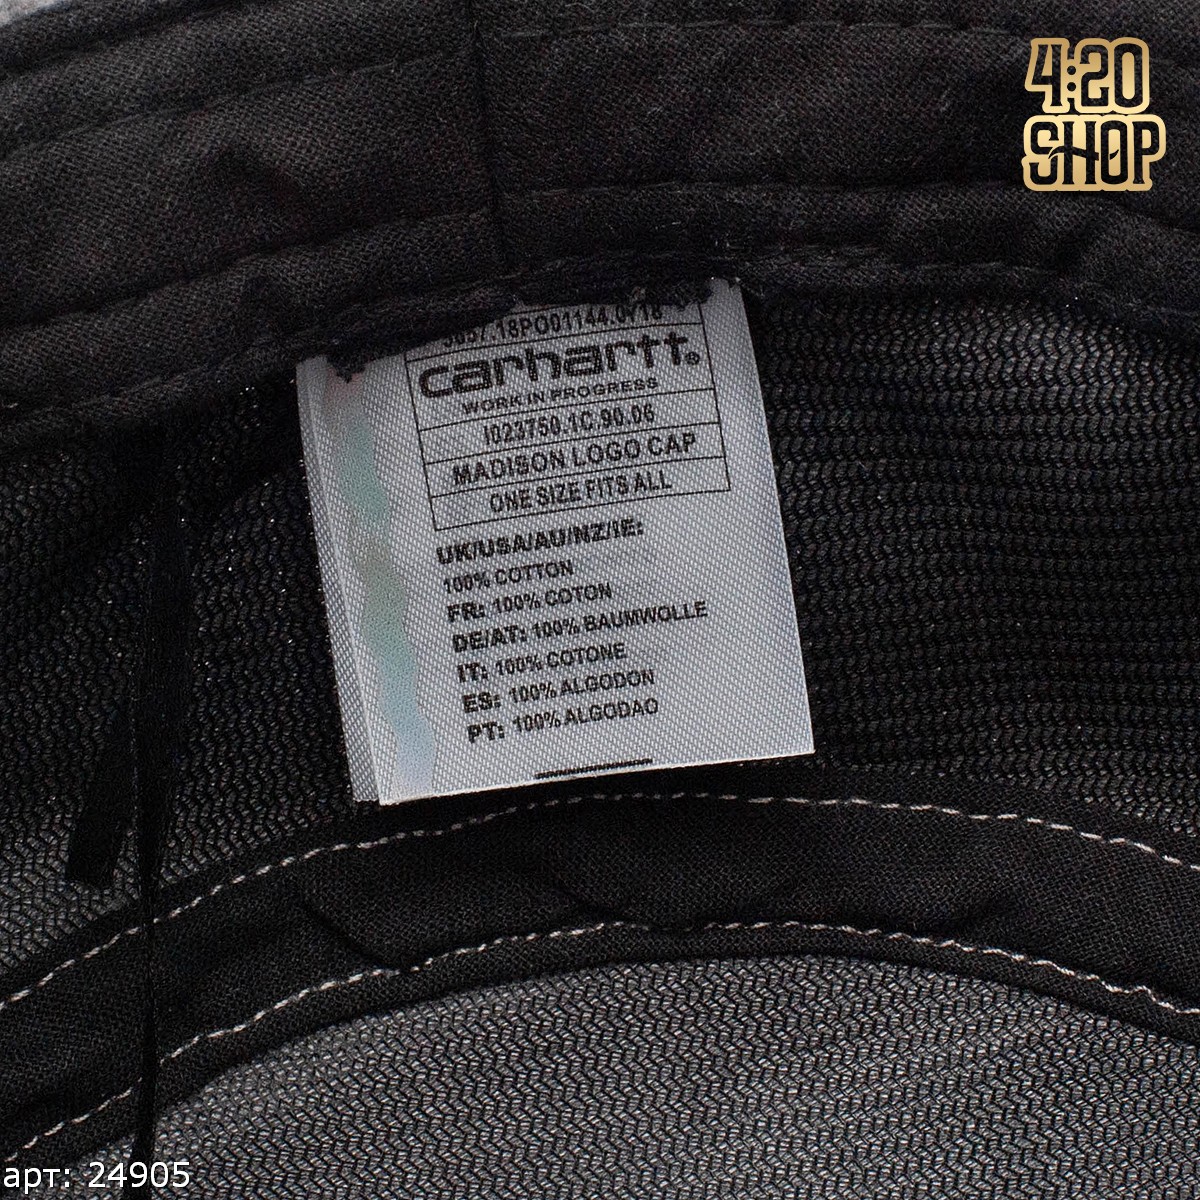 4:20
SHOP
carhartt®
WORK IN PROGRESS
I023750.1C.90.06
MADISON LOGO CAP
ONE SIZE FITS ALL
UK/USA/AU/NZ/IE:
100% COTTON
FR: 100% COTON
DE/AT: 100% BAUMWOLLE
IT: 100% COTONE
ES: 100% ALGODON
PT: 100% ALGODAO
арт: 24905